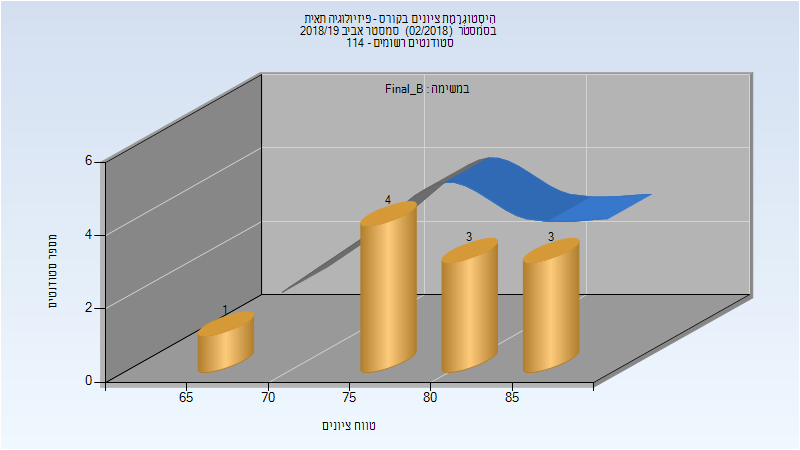 היסטוגרמת ציונים בקורס - פיזיולוגיה תאית
בסמסטר (02/2018) סמסטר אביב 2018/19
סטודנטים רשומים - 114
במשימה : Final_B
מספר סטודנטים
6
4
2
0
1
4
3
3
65
70
75
80
85
טווח ציונים